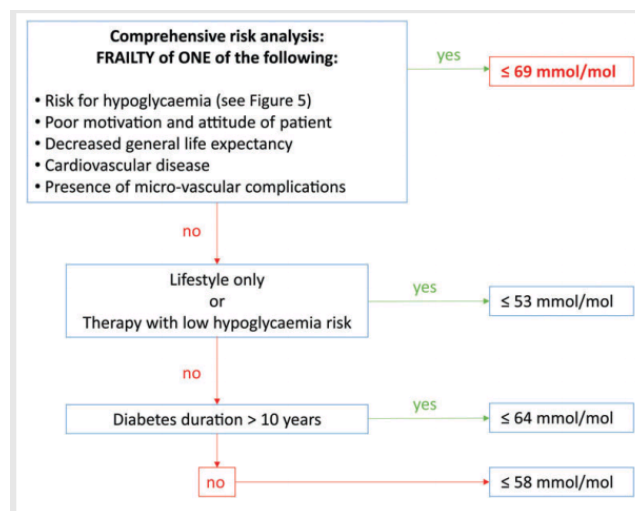 Comprehensive risk analysis:
FRAILTY of ONE of the following:
• Risk for hypoglycaemia (see Figure 5)
• Poor motivation and attitude of patient
• Decreased general life expectancy
• Cardiovascular disease
• Presence of micro-vascular complications
yes
≤ 69 mmol/mol
no
Lifestyle only
or
Therapy with low hypoglycaemia risk
yes
≤ 53 mmol/mol
no
Diabetes duration > 10 years
yes
≤ 64 mmol/mol
no
≤ 58 mmol/mol